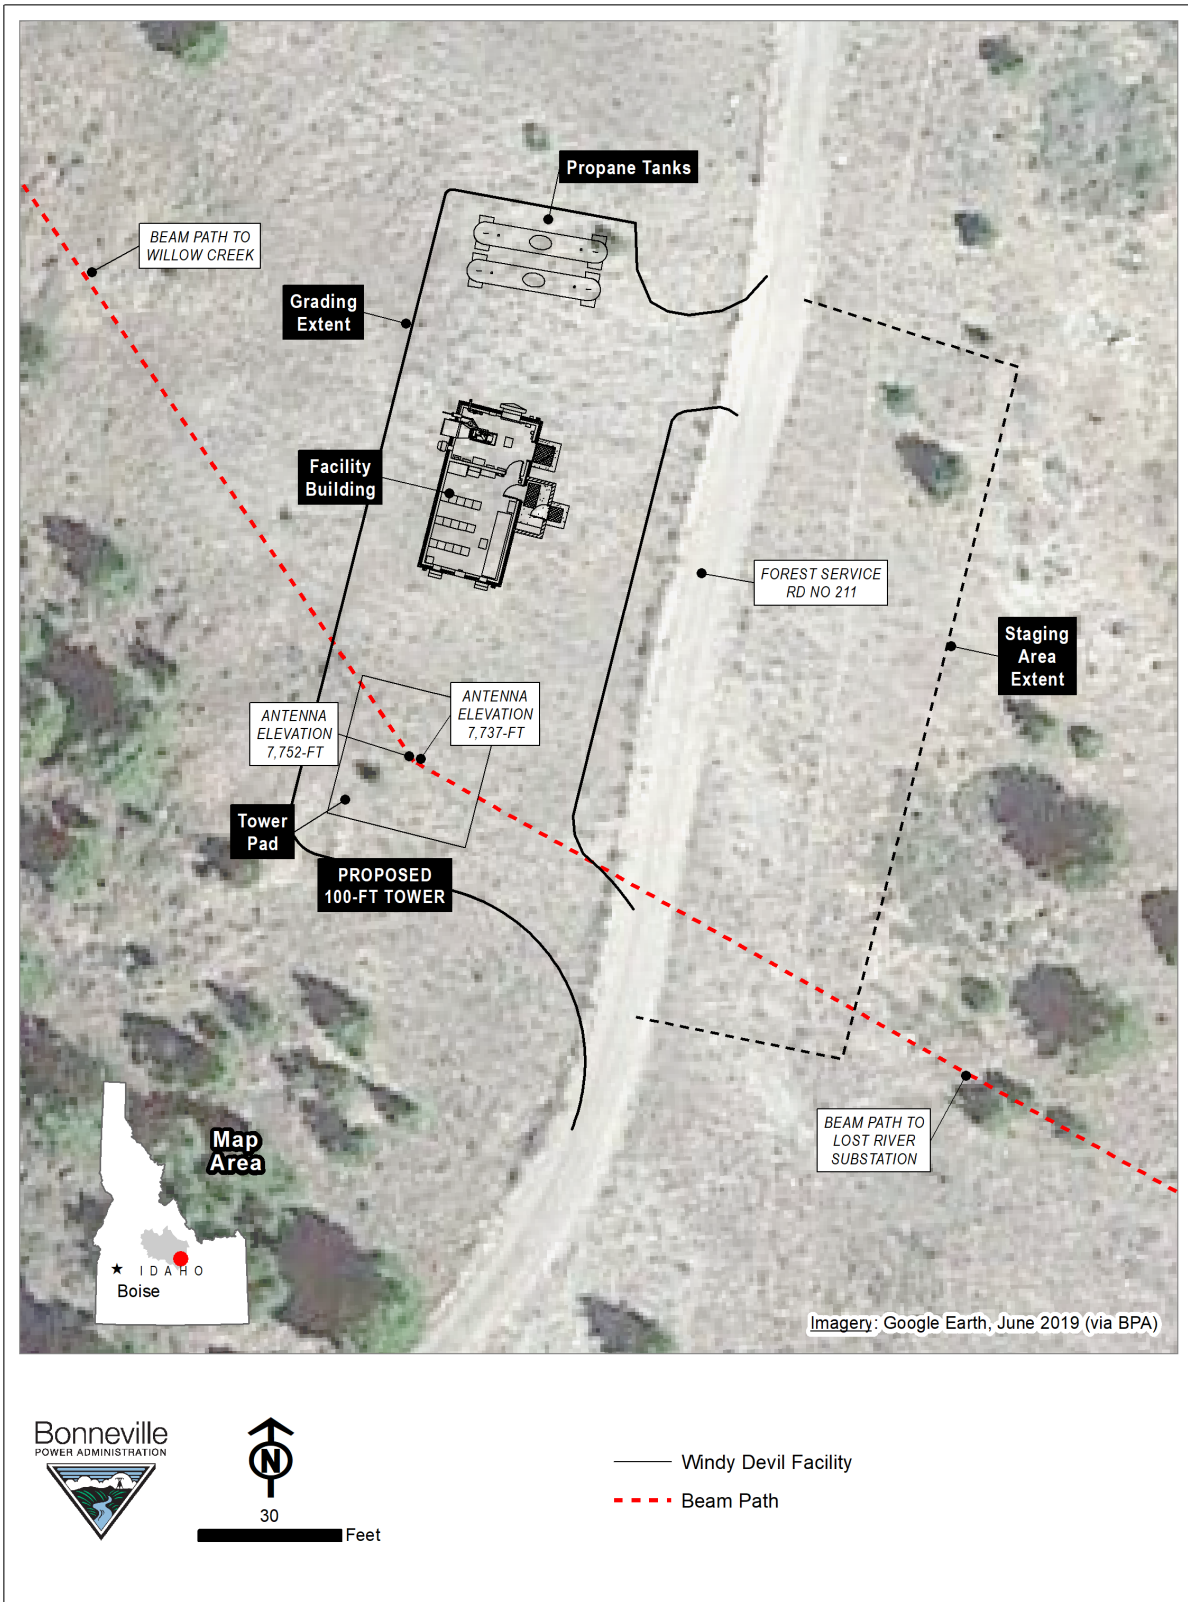 Propane Tanks
BEAM PATH TO
WILLOW CREEK
Grading
Extent
Facility
Building
FOREST SERVICE
RD NO 211
Staging
Area
Extent
ANTENNA
ELEVATION
7,737-FT
ANTENNA
ELEVATION
7,752-FT
Tower
Pad
PROPOSED
100-FT TOWER
BEAM PATH TO
LOST RIVER
SUBSTATION
Map
Area
IDAHO
Boise
Imagery: Google Earth, June 2019 (via BPA)
Bonneville
POWER ADMINISTRATION
N
30
Feet
Windy Devil Facility
Beam Path